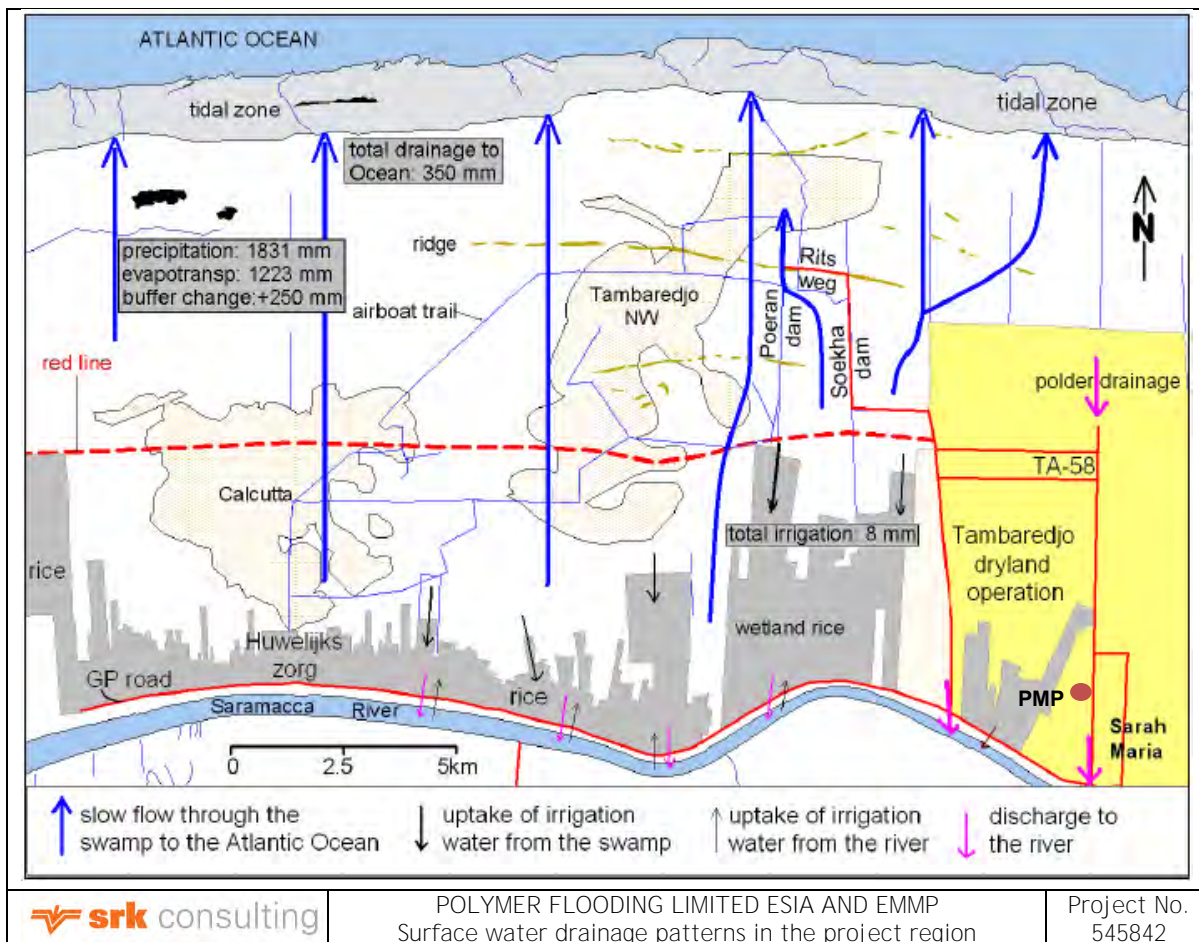 ATLANTIC OCEAN
tidal zone
tidal zone
total drainage to
Ocean: 350 mm
N
precipitation: 1831 mm
evapotransp: 1223 mm
buffer change:+250 mm
ridge
Rits
weg
airboat trail
Tambaredjo
NW
Poeran
dam
Soekha
dam
red line
polder drainage
TA-58
Calcutta
total irrigation: 8 mm
Tambaredjo
dryland
operation
rice
wetland rice
Huwelijks
zorg
GP road
rice
PMP
Saramacca River
Sarah
Maria
0 2.5 5km
slow flow through the
swamp to the Atlantic Ocean
uptake of irrigation
water from the swamp
uptake of irrigation
water from the river
discharge to
the river
srk consulting
POLYMER FLOODING LIMITED ESIA AND EMMP
Surface water drainage patterns in the project region
Project No.
545842